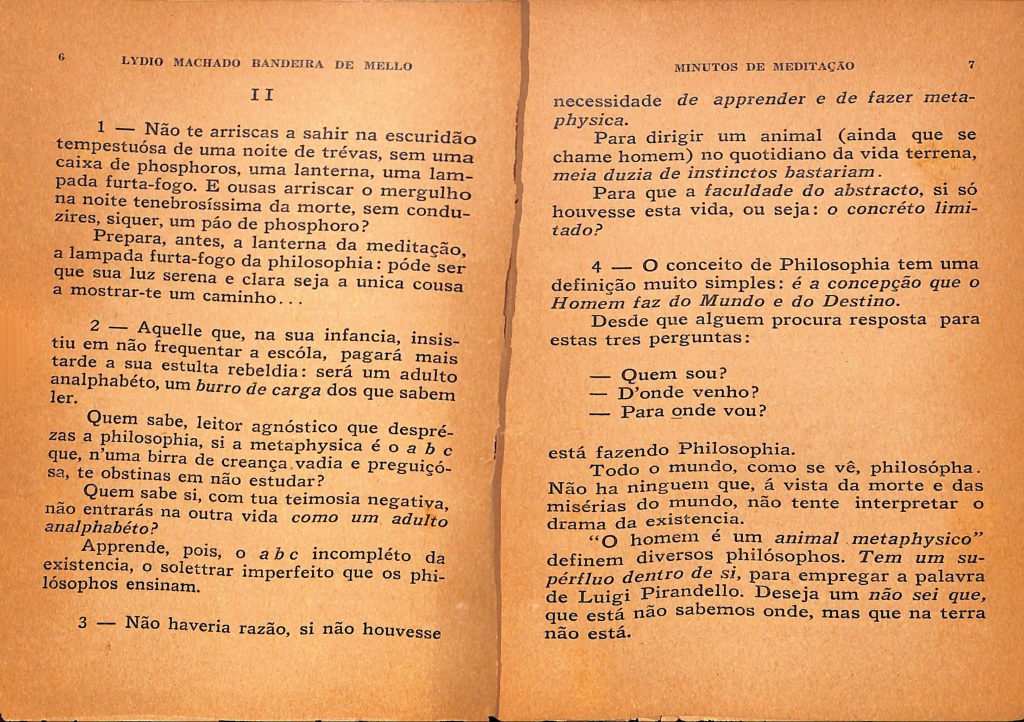 6
LYDIO MACHADO BANDEIRA DE MELLO
II
1 — Não te arriscas a sahir na escuridão
tempestuósa de uma noite de trévas, sem uma
caixa de phosphoros, uma lanterna, uma lam-
pada furta-fogo. E ousas arriscar o mergulho
na noite tenebrosíssima da morte, sem condu-
zires, siquer, um páo de phosphoro?
Prepara, antes, a lanterna da meditação,
a lampada furta-fogo da philosophia: póde ser
que sua luz serena e clara seja a unica cousa
a mostrar-te um caminho...
2 — Aquelle que, na sua infancia, insis-
tiu em não frequentar a escóla, pagará mais
tarde a sua estulta rebeldia: será um adulto
analphabéto, um burro de carga dos que sabem
ler.
Quem sabe, leitor agnóstico que despré-
zas a philosophia, si a metaphysica é o a b c
que, n'uma birra de creança vadia e preguiçó-
sa, te obstinas em não estudar?
Quem sabe si, com tua teimosia negativa,
não entrarás na outra vida como um adulto
analphabéto?
Apprende, pois, o a b c incompléto da
existencia, o solettrar imperfeito que os phi-
lósophos ensinam.
3 — Não haveria razão, si não houvesse
MINUTOS DE MEDITAÇÃO
7
necessidade de apprender e de fazer meta-
physica.
Para dirigir um animal (ainda que se
chame homem) no quotidiano da vida terrena,
meia duzia de instinctos bastariam.
Para que a faculdade do abstracto, si só
houvesse esta vida, ou seja: o concréto limi-
tado?
4 — O conceito de Philosophia tem uma
definição muito simples: é a concepção que o
Homem faz do Mundo e do Destino.
Desde que alguem procura resposta para
estas tres perguntas:
— Quem sou?
— D'onde venho?
— Para onde vou?
está fazendo Philosophia.
Todo o mundo, como se vê, philosópha.
Não ha ninguem que, á vista da morte e das
misérias do mundo, não tente interpretar o
drama da existencia.
"O homem é um animal metaphysico"
definem diversos philósophos. Tem um su-
pérfluo dentro de si, para empregar a palavra
de Luigi Pirandello. Deseja um não sei que,
que está não sabemos onde, mas que na terra
não está.